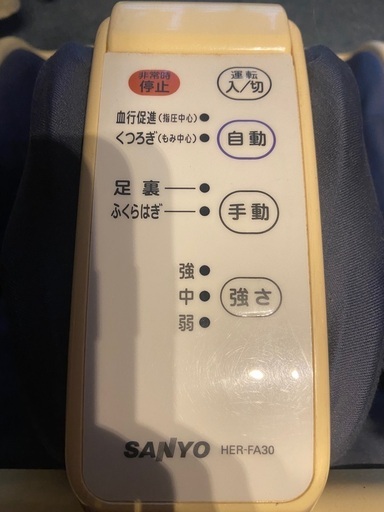 非常時
停止
運転
入/切
血行促進(指圧中心)
くつろぎ(もみ中心)
自動
足裏
ふくらはぎ
手動
強
中
弱
強さ
SANYO HER-FA30